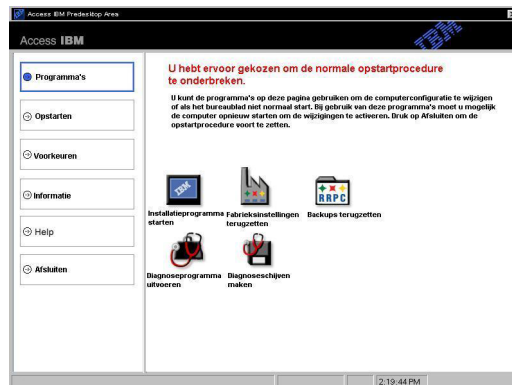 Access IBM Predesktop Area
Access IBM
IBM
Programma's
Opstarten
Voorkeuren
Informatie
Help
Afsluiten
U hebt ervoor gekozen om de normale opstartprocedure
te onderbreken.
U kunt de programma's op deze pagina gebruiken om de computerconfiguratie te wijzigen
of als het bureaublad niet normal start. Bij gebruik van deze programma's moet u mogelijk
de computer opnieuw starten om de wijzigingen te activeren. Druk op Afsluiten om de
opstartprocedure voort te zetten.
IBM
RRPC
Installatieprogramma
starten
Fabrieksinstellingen
terugzetten
Backups terugzetten
Diagnoseprogramma
uitvoeren
Diagnoseschijven
maken
2:19:44 PM